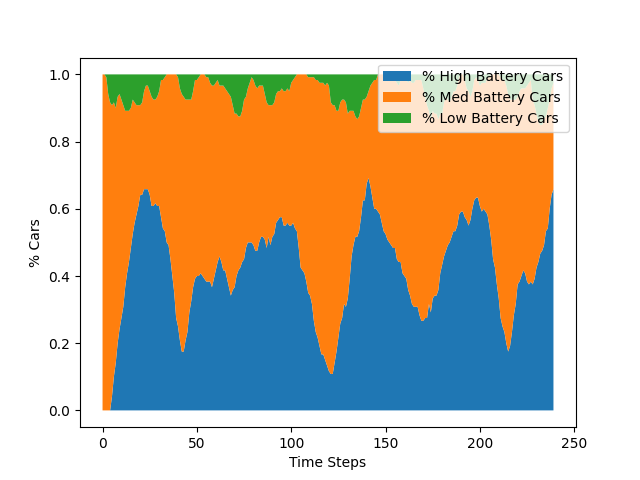 % High Battery Cars
% Med Battery Cars
% Low Battery Cars
1.0
0.8
0.6
0.4
0.2
0.0
% Cars
0 50 100 150 200 250
Time Steps